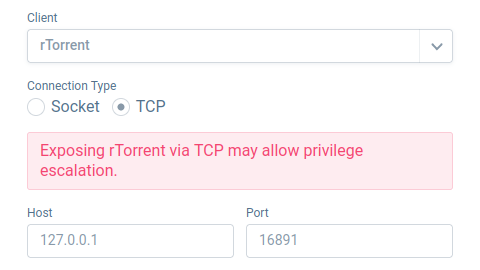 Client
rTorrent
Connection Type
Socket TCP
Exposing rTorrent via TCP may allow privilege
escalation.
Host Port
127.0.0.1 16891